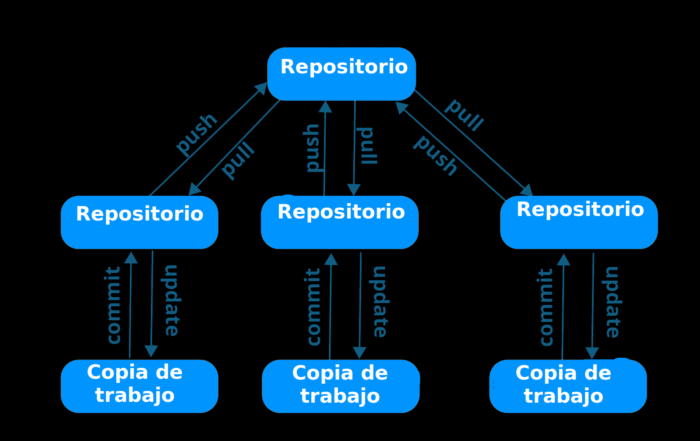 Repositorio
push
pull
push
pull
push
pull
Repositorio
Repositorio
Repositorio
commit
update
commit
update
commit
update
Copia de
trabajo
Copia de
trabajo
Copia de
trabajo